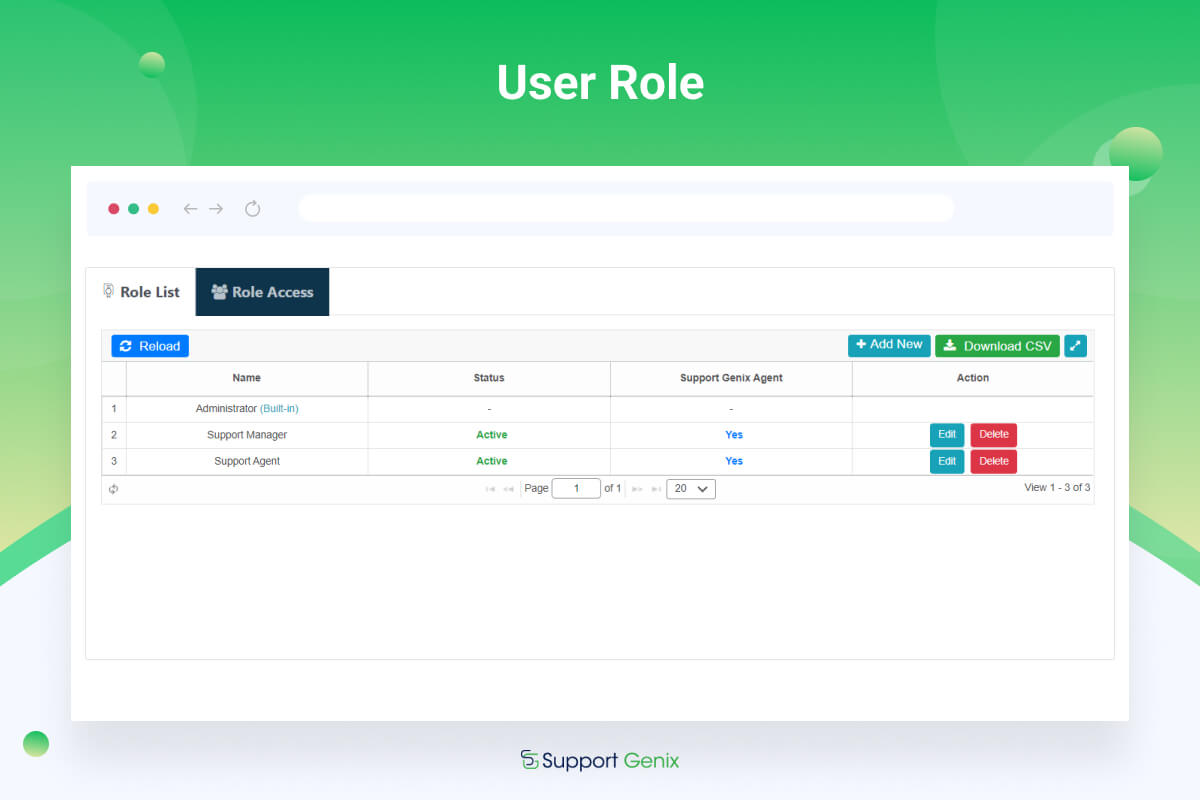 User Role
Role List Role Access
Reload Add New Download CSV
Name Status Support Genix Agent Action
1 Administrator (Built-in) - -
2 Support Manager Active Yes Edit Delete
3 Support Agent Active Yes Edit Delete
Page 1 of 1 20 View 1 - 3 of 3
Support Genix